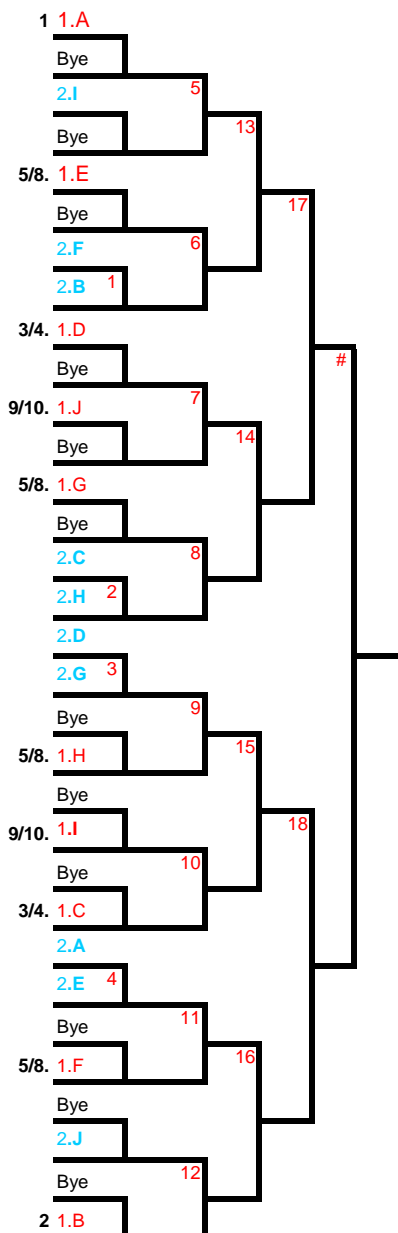 1 1.A
Bye
2.I 5
Bye 13
5/8. 1.E
Bye 17
2.F 6
2.B 1
3/4. 1.D
Bye #
9/10. 1.J 7
Bye 14
5/8. 1.G
Bye
2.C 8
2.H 2
2.D
2.G 3
Bye 9
5/8. 1.H 15
Bye
9/10. 1.I 18
Bye 10
3/4. 1.C
2.A
2.E 4
Bye 11
5/8. 1.F 16
Bye
2.J
Bye 12
2 1.B